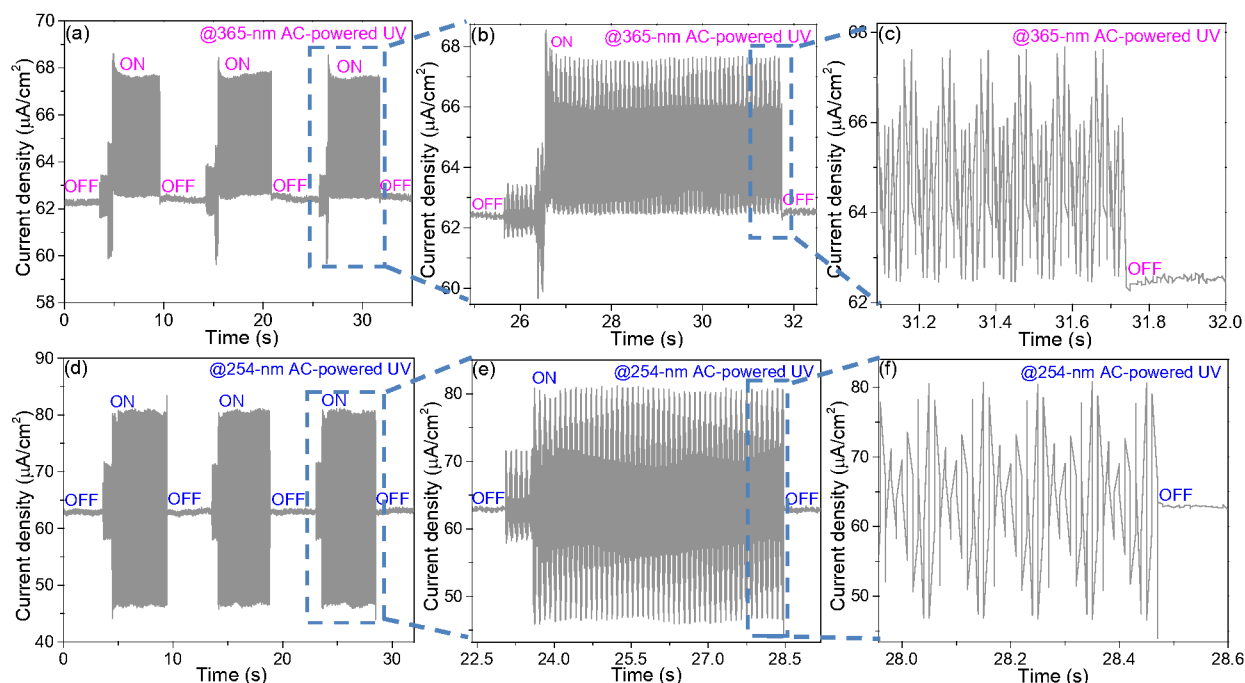 (a)
@365-nm AC-powered UV
ON
ON
ON
OFF
OFF
OFF
OFF
Current density (μA/cm²)
70
68
66
64
62
60
58
0
10
20
30
Time (s)
(b)
ON
@365-nm AC-powered UV
OFF
OFF
Current density (μA/cm²)
68
66
64
62
60
26
28
30
32
Time (s)
(c)
@365-nm AC-powered UV
OFF
Current density (μA/cm²)
68
66
64
62
31.2
31.4
31.6
31.8
32.0
Time (s)
(d)
@254-nm AC-powered UV
ON
ON
ON
OFF
OFF
OFF
OFF
Current density (μA/cm²)
90
80
70
60
50
40
0
10
20
30
Time (s)
(e)
@254-nm AC-powered UV
ON
OFF
OFF
Current density (μA/cm²)
80
70
60
50
22.5
24.0
25.5
27.0
28.5
Time (s)
(f)
@254-nm AC-powered UV
OFF
Current density (μA/cm²)
80
70
60
50
28.0
28.2
28.4
28.6
Time (s)